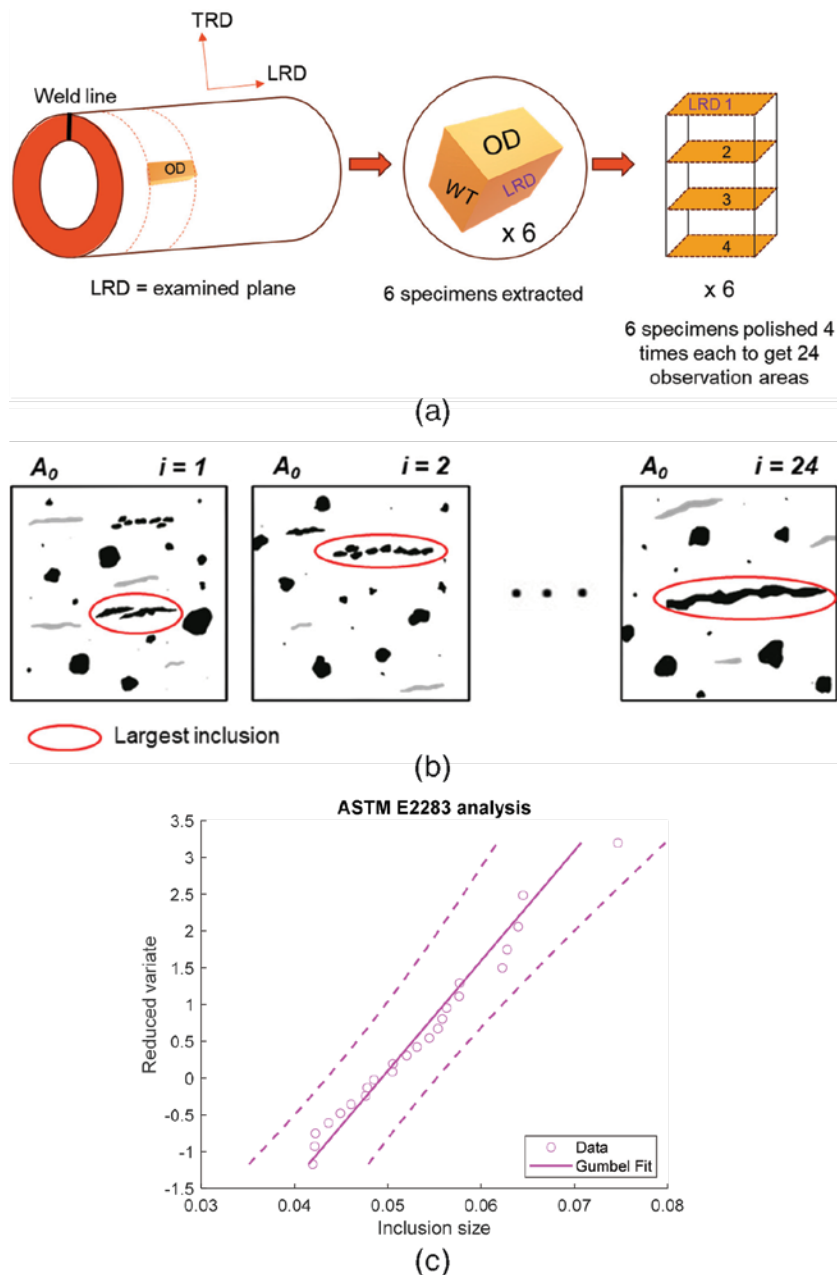 TRD
LRD
Weld line
OD
LRD = examined plane
OD
WT
LRD
x 6
6 specimens extracted
LRD 1
2
3
4
x 6
6 specimens polished 4
times each to get 24
observation areas
(a)
A0 i = 1
A0 i = 2
A0 i = 24
Largest inclusion
(b)
ASTM E2283 analysis
Reduced variate
3.5
3
2.5
2
1.5
1
0.5
0
-0.5
-1
-1.5
0.03 0.04 0.05 0.06 0.07 0.08
Inclusion size
Data
Gumbel Fit
(c)